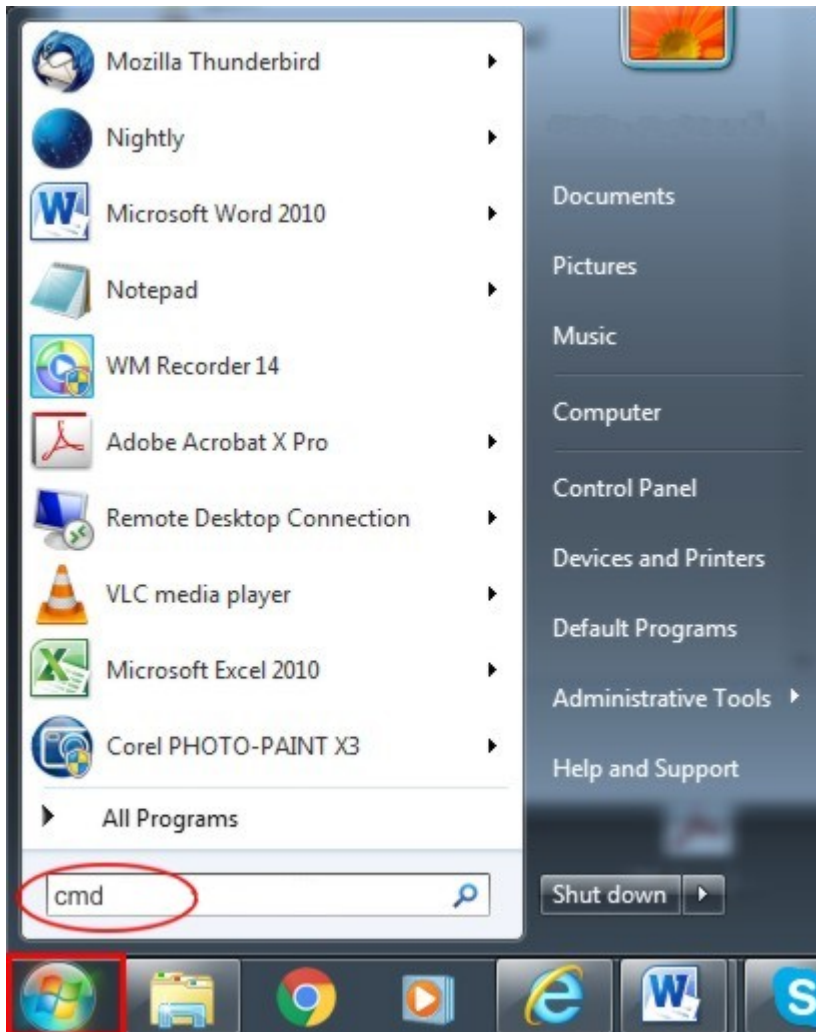 Mozilla Thunderbird
Nightly
Microsoft Word 2010
Notepad
WM Recorder 14
Adobe Acrobat X Pro
Remote Desktop Connection
VLC media player
Microsoft Excel 2010
Corel PHOTO-PAINT X3
All Programs
cmd
Documents
Pictures
Music
Computer
Control Panel
Devices and Printers
Default Programs
Administrative Tools
Help and Support
Shut down